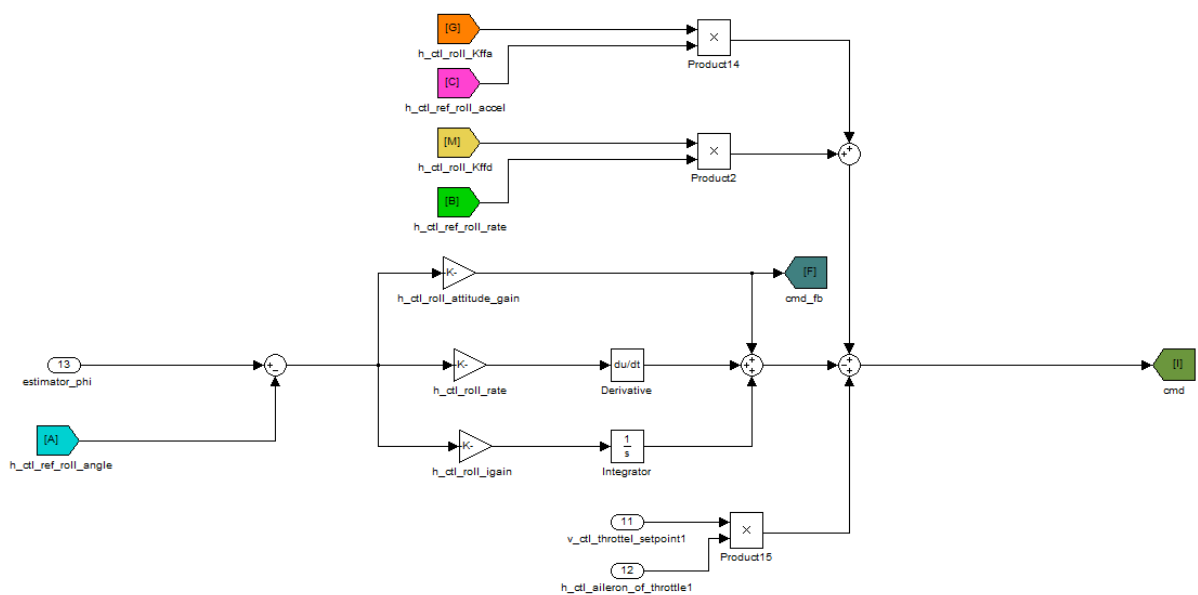 [G]
h_ctl_roll_Kffa
×
Product14
[C]
h_ctl_ref_roll_accel
[M]
h_ctl_roll_Kffd
×
Product2
[B]
h_ctl_ref_roll_rate
-K-
h_ctl_roll_attitude_gain
[F]
cmd_fb
13
estimator_phi
-K-
h_ctl_roll_rate
du/dt
Derivative
[I]
cmd
[A]
h_ctl_ref_roll_angle
-K-
h_ctl_roll_igain
1
s
Integrator
11
v_ctl_throttel_setpoint1
×
Product15
12
h_ctl_aileron_of_throttle1